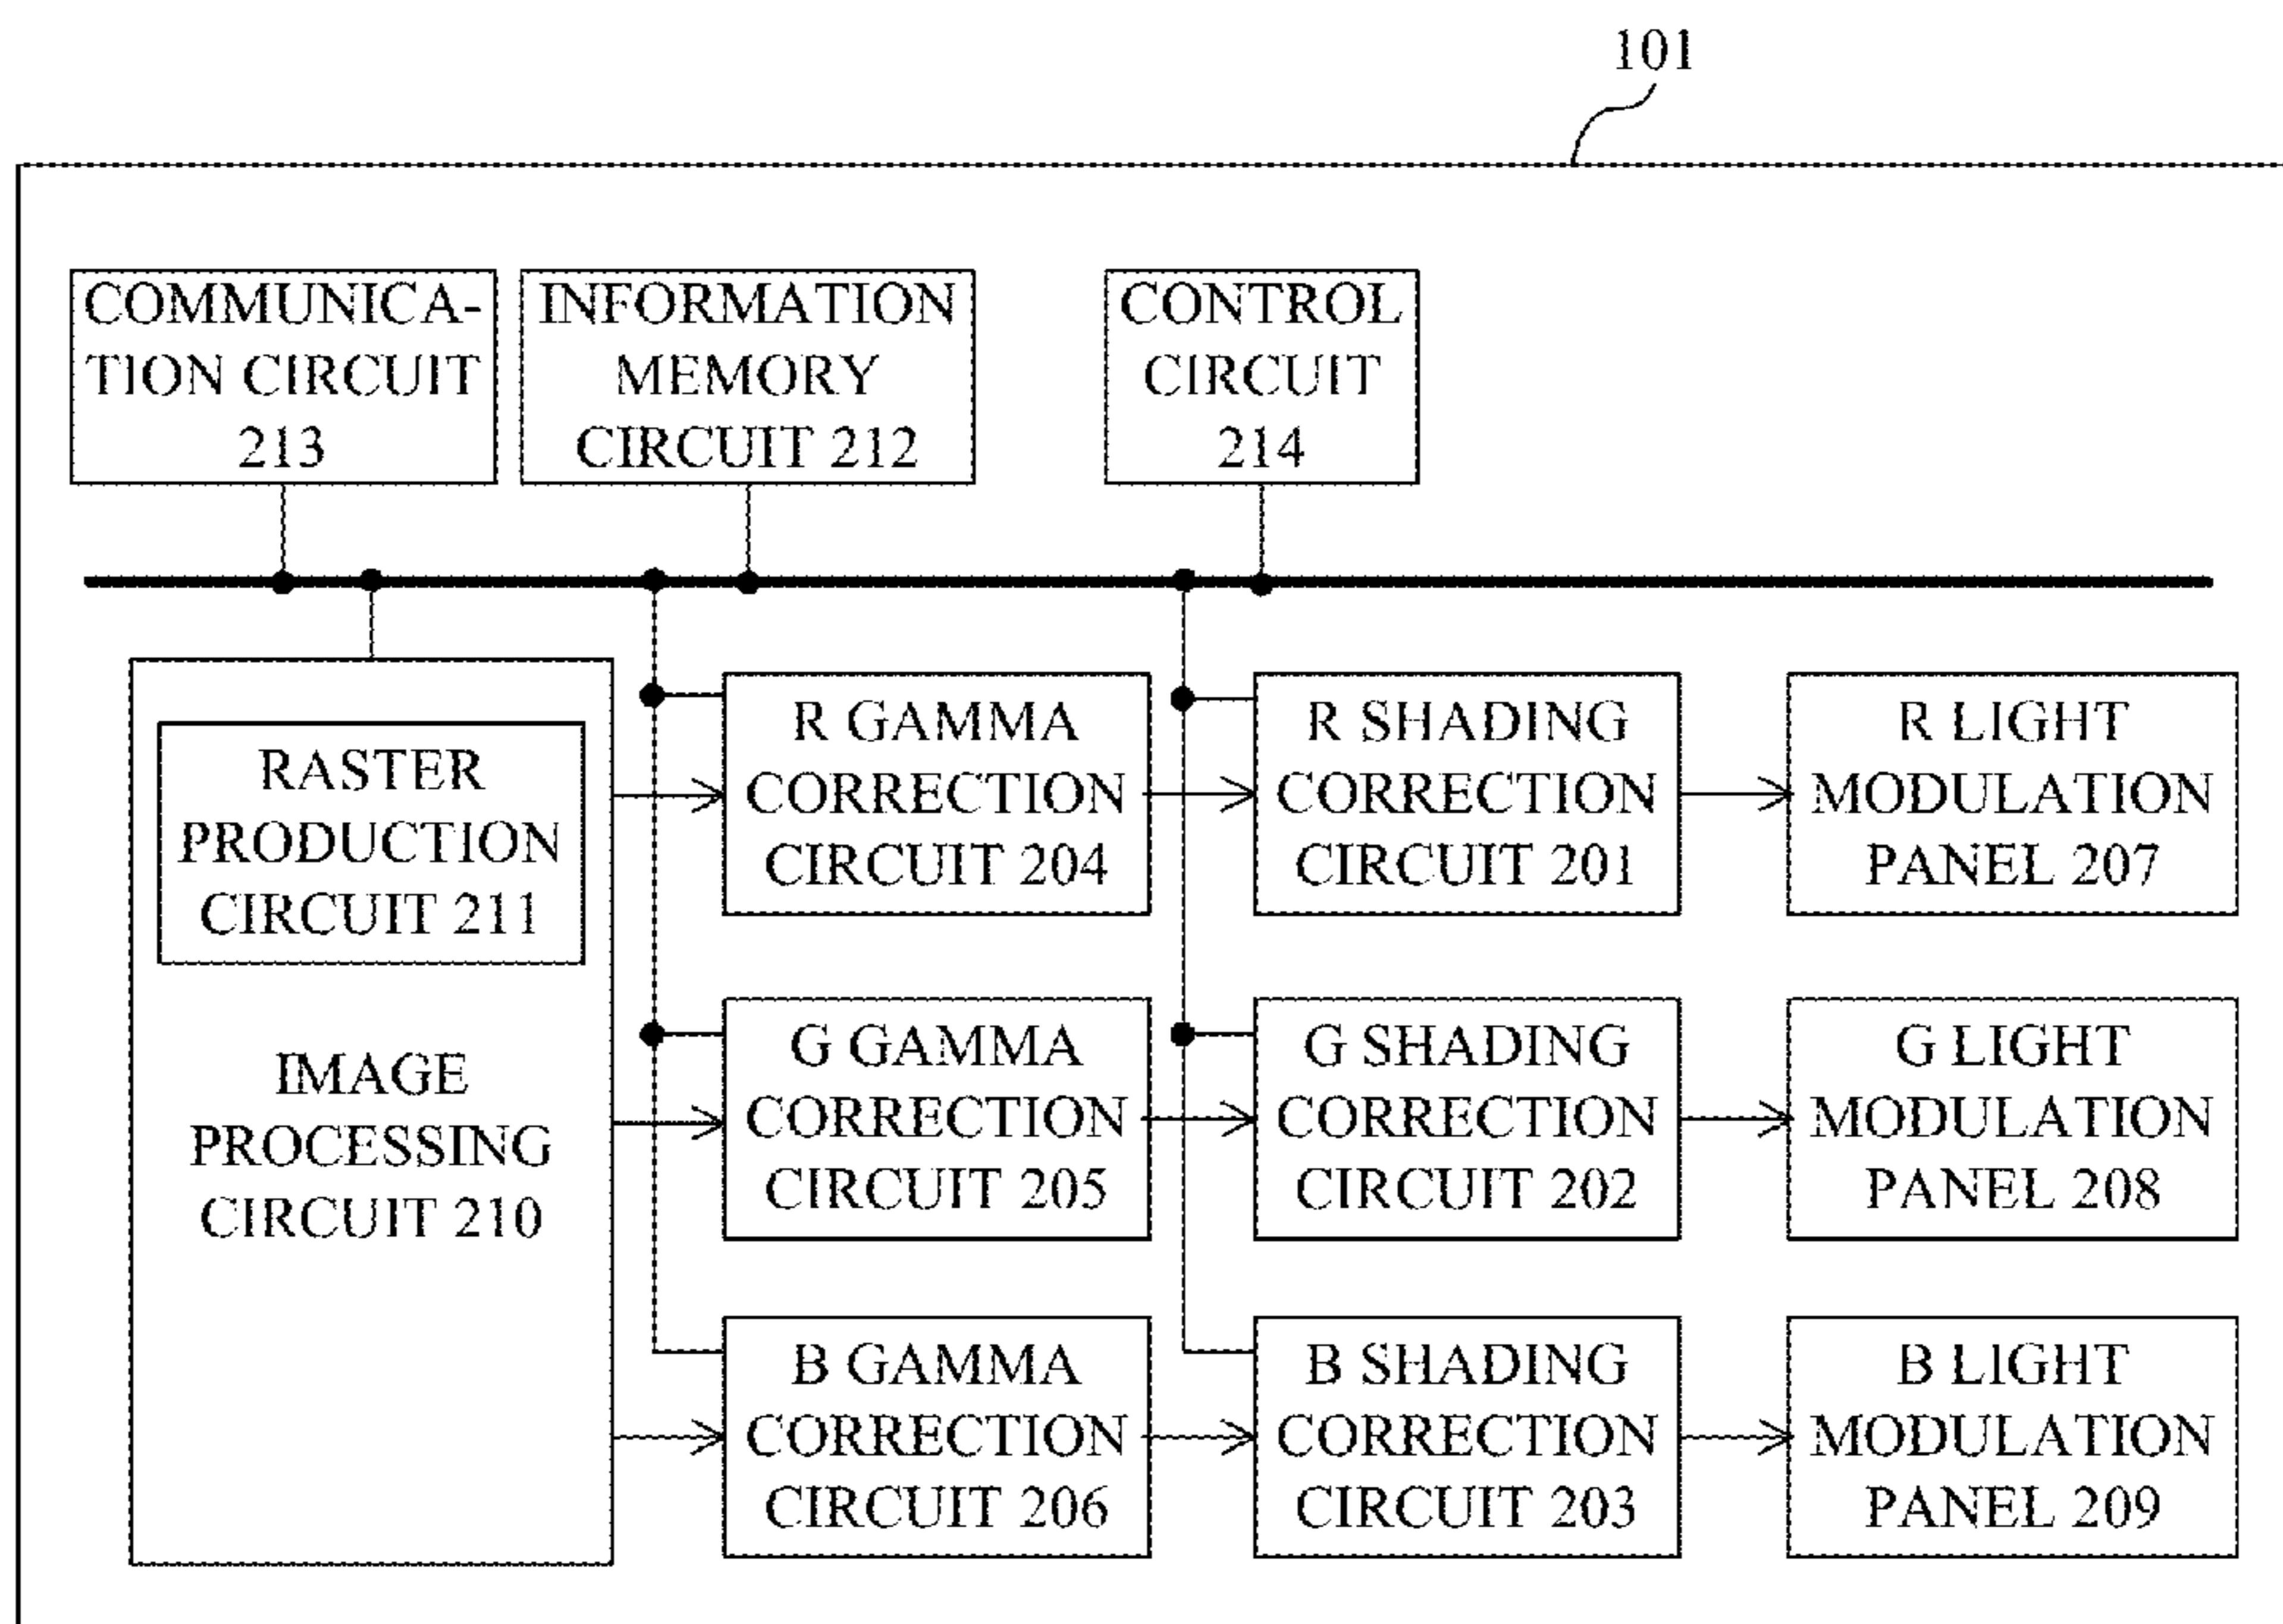 101
COMMUNICA-
TION CIRCUIT
213
INFORMATION
MEMORY
CIRCUIT 212
CONTROL
CIRCUIT
214
RASTER
PRODUCTION
CIRCUIT 211
IMAGE
PROCESSING
CIRCUIT 210
R GAMMA
CORRECTION
CIRCUIT 204
R SHADING
CORRECTION
CIRCUIT 201
R LIGHT
MODULATION
PANEL 207
G GAMMA
CORRECTION
CIRCUIT 205
G SHADING
CORRECTION
CIRCUIT 202
G LIGHT
MODULATION
PANEL 208
B GAMMA
CORRECTION
CIRCUIT 206
B SHADING
CORRECTION
CIRCUIT 203
B LIGHT
MODULATION
PANEL 209